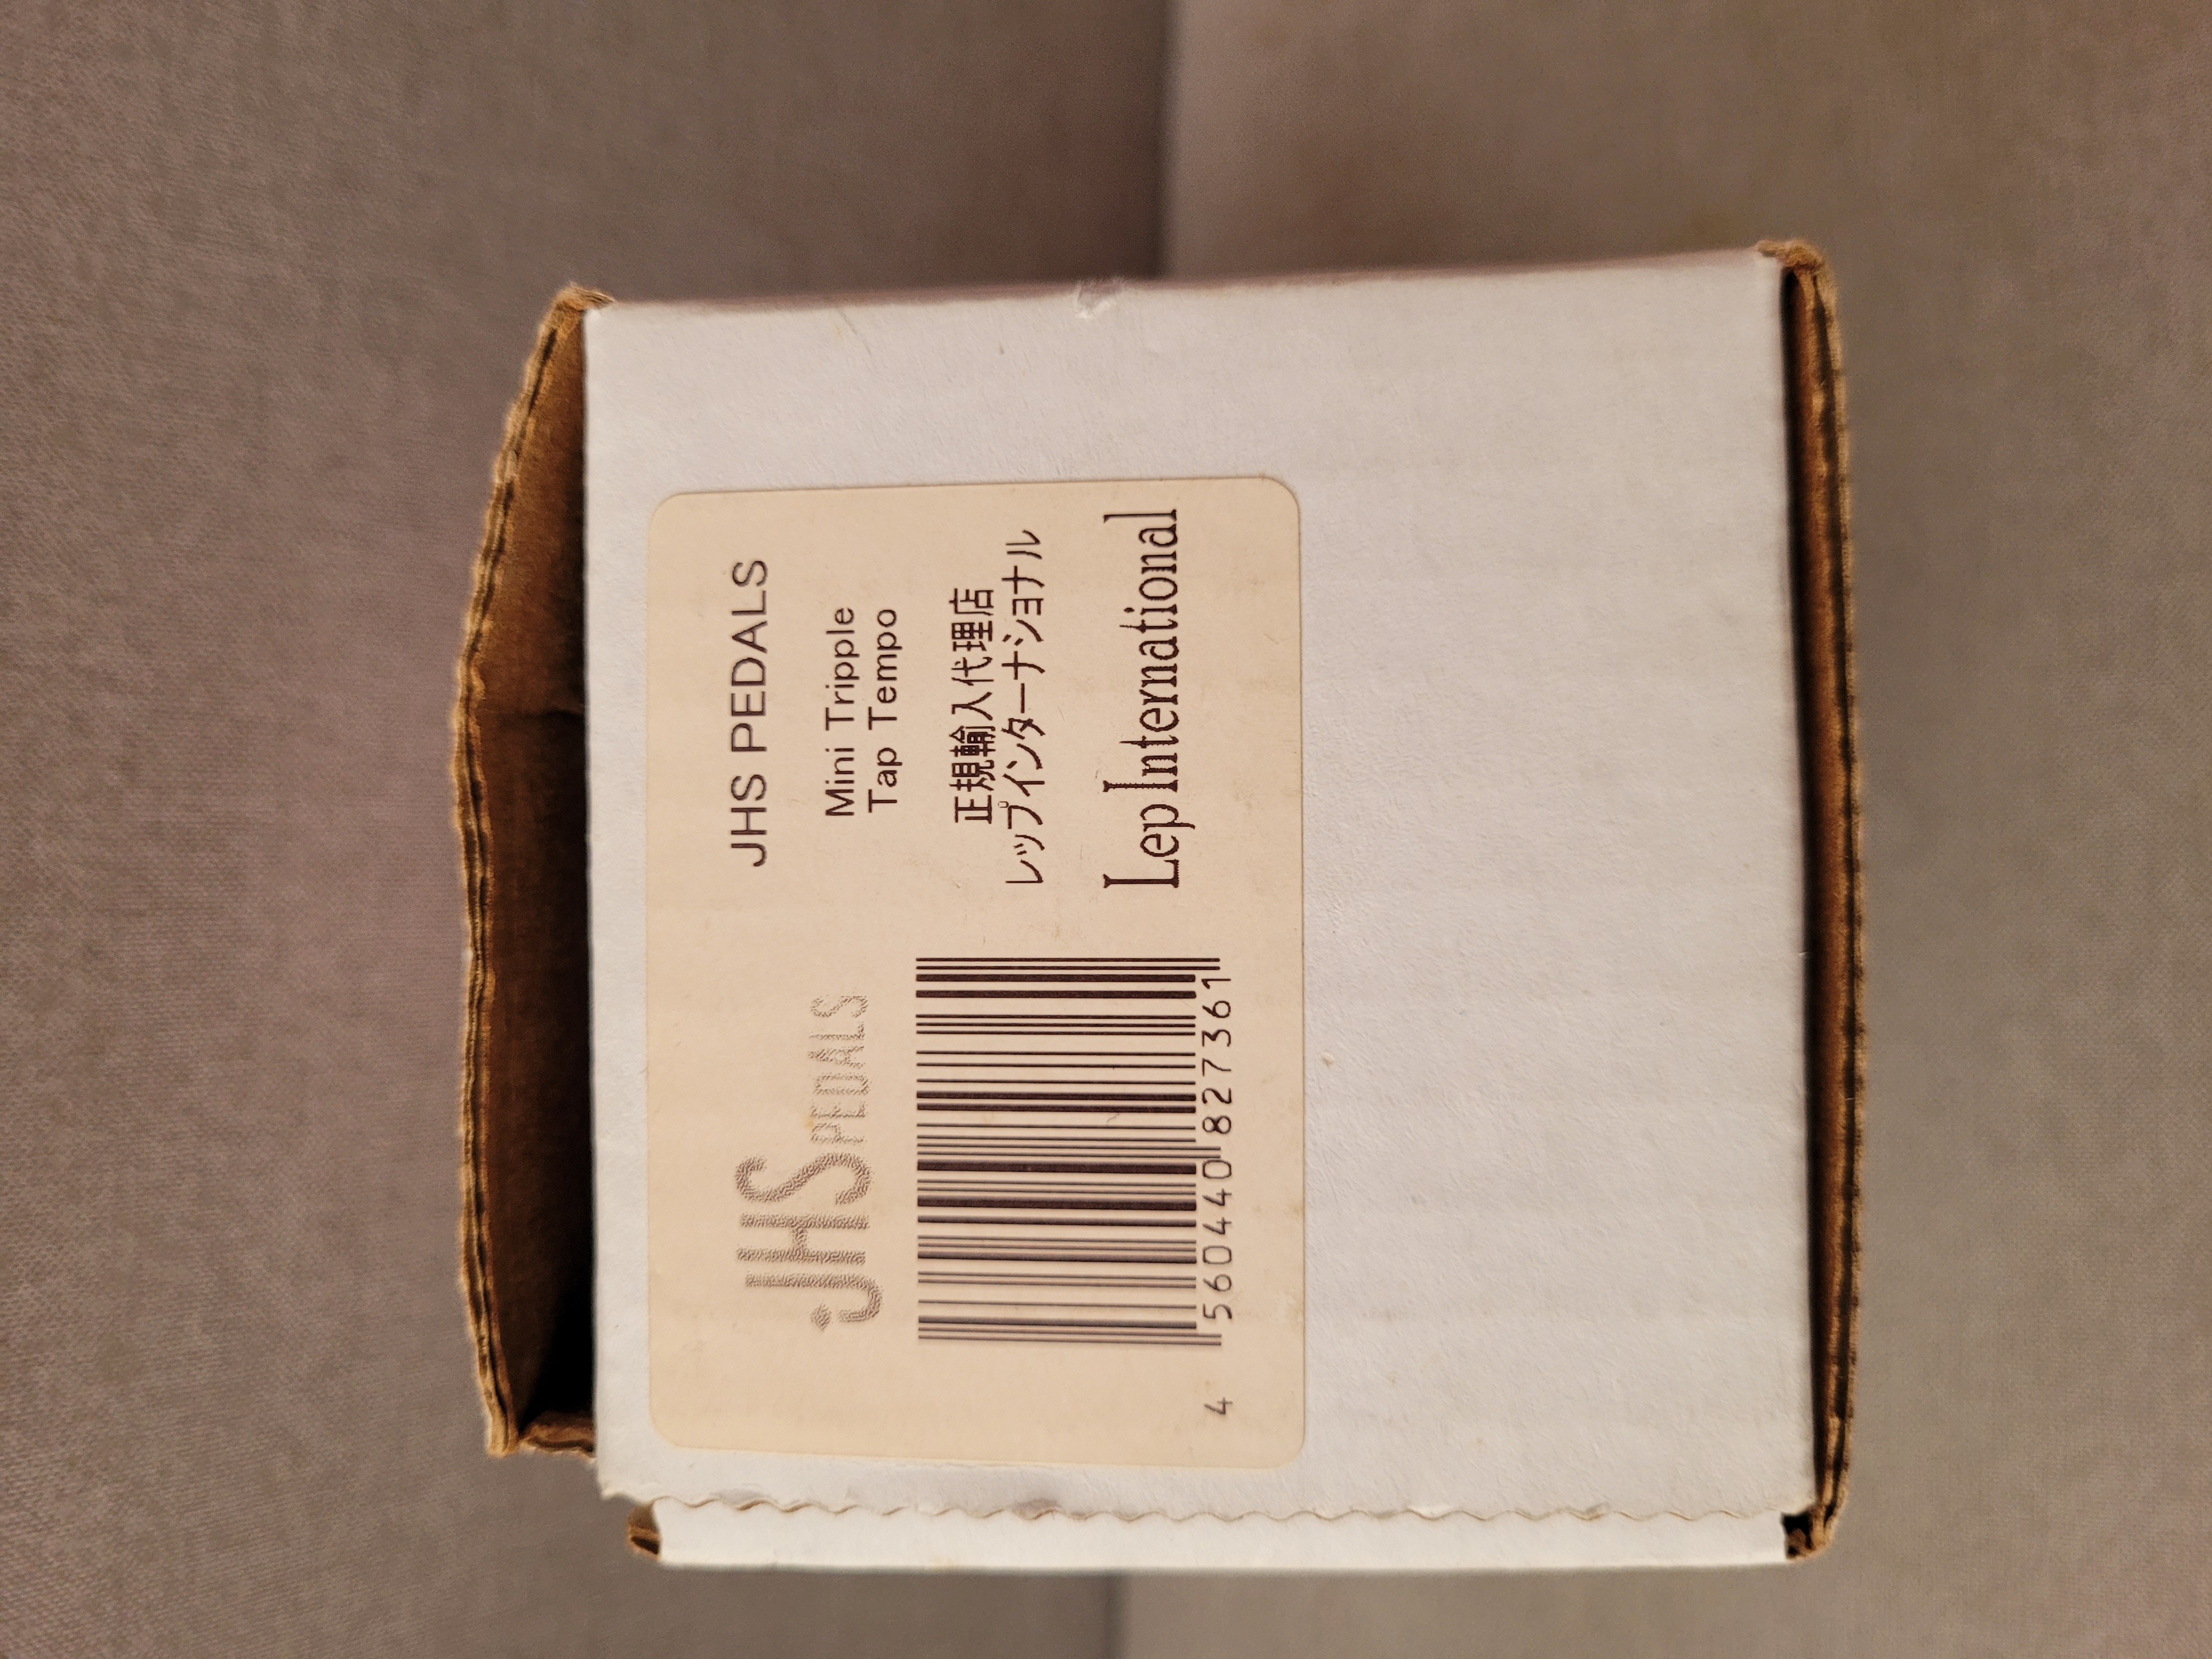 JHS PEDALS
JHS PEDALS
Mini Tripple
Tap Tempo
正規輸入代理店
レップインターナショナル
Lep International
4 560440 827361